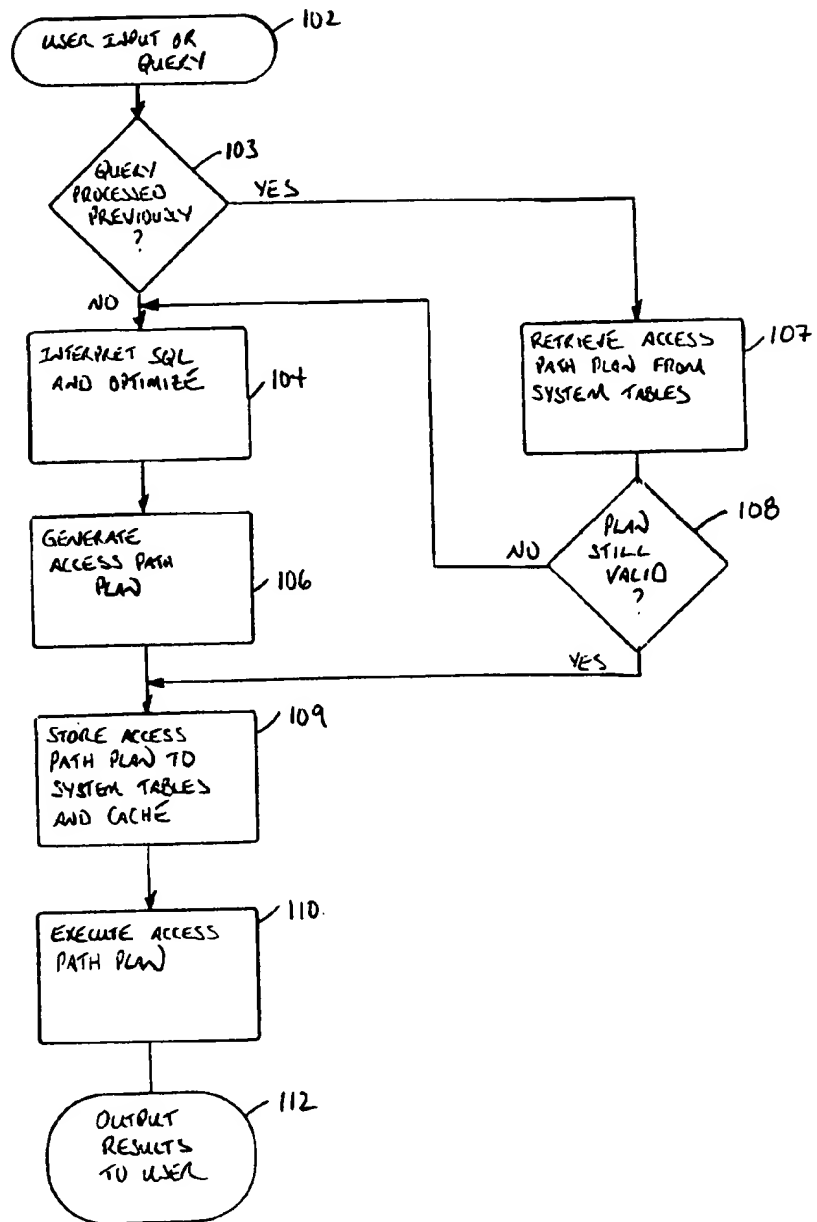 102
USER INPUT OR
QUERY
103
QUERY
PROCESSED
PREVIOUSLY
?
YES
NO
INTERPRET SQL
AND OPTIMIZE
104
RETRIEVE ACCESS
PATH PLAN FROM
SYSTEM TABLES
107
GENERATE
ACCESS PATH
PLAN
106
PLAN
STILL
VALID
?
108
NO
YES
STORE ACCESS
PATH PLAN TO
SYSTEM TABLES
AND CACHE
109
EXECUTE ACCESS
PATH PLAN
110
OUTPUT
RESULTS
TO USER
112